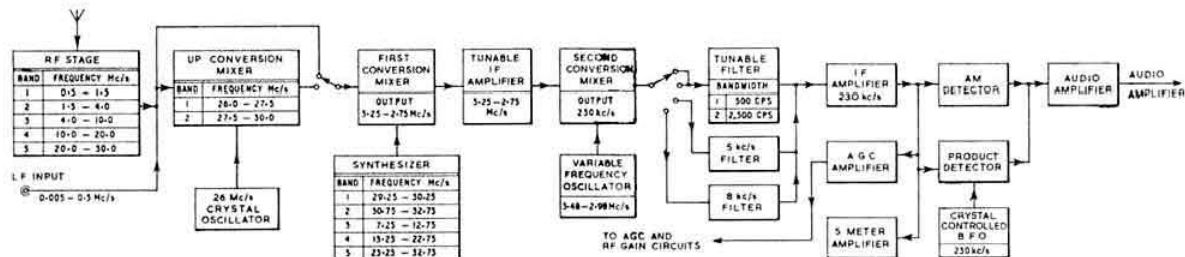 RF STAGE
BAND FREQUENCY Mc/s
1 0·5 – 1·5
2 1·5 – 4·0
3 4·0 – 10·0
4 10·0 – 20·0
5 20·0 – 30·0
LF INPUT
0·005 – 0·5 Mc/s
UP CONVERSION
MIXER
BAND FREQUENCY Mc/s
1 26·0 – 27·5
2 27·5 – 30·0
26 Mc/s
CRYSTAL
OSCILLATOR
FIRST
CONVERSION
MIXER
OUTPUT
3·25 – 2·75 Mc/s
SYNTHESIZER
BAND FREQUENCY Mc/s
1 29·25 – 30·25
2 30·75 – 32·75
3 7·25 – 12·75
4 13·25 – 22·75
5 23·25 – 32·75
TUNABLE
IF
AMPLIFIER
3·25 – 2·75
Mc/s
SECOND
CONVERSION
MIXER
OUTPUT
230 kc/s
VARIABLE
FREQUENCY
OSCILLATOR
3·48 – 2·98 Mc/s
TUNABLE
FILTER
BANDWIDTH
1 500 CPS
2 2,500 CPS
5 kc/s
FILTER
8 kc/s
FILTER
TO AGC AND
RF GAIN CIRCUITS
IF
AMPLIFIER
230 kc/s
AGC
AMPLIFIER
S METER
AMPLIFIER
AM
DETECTOR
PRODUCT
DETECTOR
CRYSTAL
CONTROLLED
BFO
230 kc/s
AUDIO
AMPLIFIER
AUDIO
AMPLIFIER